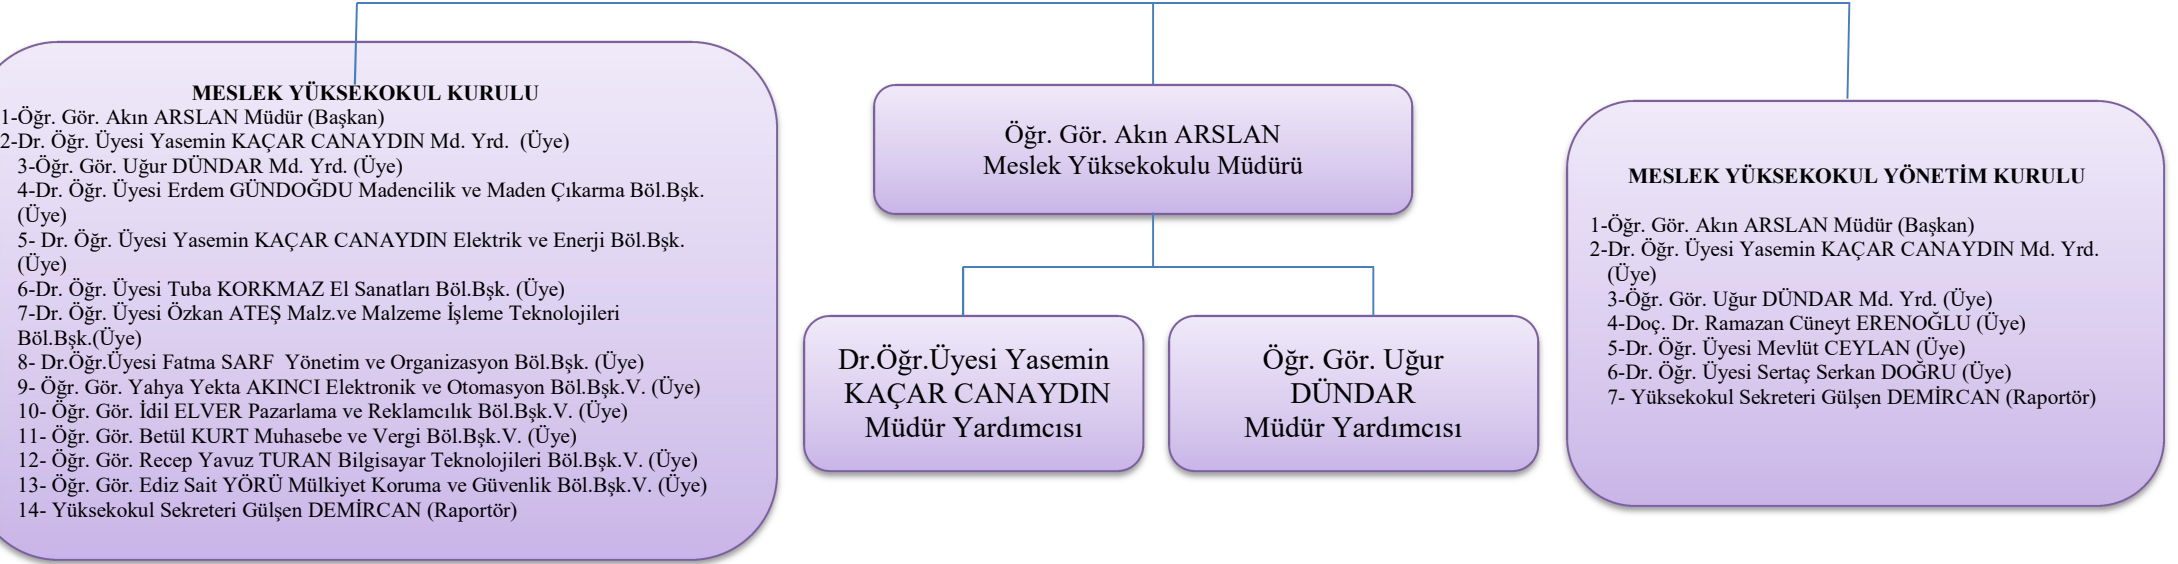 MESLEK YÜKSEKOKUL KURULU
1-Öğr. Gör. Akın ARSLAN Müdür (Başkan)
2-Dr. Öğr. Üyesi Yasemin KAÇAR CANAYDIN Md. Yrd. (Üye)
3-Öğr. Gör. Uğur DÜNDAR Md. Yrd. (Üye)
4-Dr. Öğr. Üyesi Erdem GÜNDOĞDU Madencilik ve Maden Çıkarma Böl.Bşk.
(Üye)
5- Dr. Öğr. Üyesi Yasemin KAÇAR CANAYDIN Elektrik ve Enerji Böl.Bşk.
(Üye)
6-Dr. Öğr. Üyesi Tuba KORKMAZ El Sanatları Böl.Bşk. (Üye)
7-Dr. Öğr. Üyesi Özkan ATEŞ Malz.ve Malzeme İşleme Teknolojileri
Böl.Bşk.(Üye)
8- Dr.Öğr.Üyesi Fatma SARF Yönetim ve Organizasyon Böl.Bşk. (Üye)
9- Öğr. Gör. Yahya Yekta AKINCI Elektronik ve Otomasyon Böl.Bşk.V. (Üye)
10- Öğr. Gör. İdil ELVER Pazarlama ve Reklamcılık Böl.Bşk.V. (Üye)
11- Öğr. Gör. Betül KURT Muhasebe ve Vergi Böl.Bşk.V. (Üye)
12- Öğr. Gör. Recep Yavuz TURAN Bilgisayar Teknolojileri Böl.Bşk.V. (Üye)
13- Öğr. Gör. Ediz Sait YÖRÜ Mülkiyet Koruma ve Güvenlik Böl.Bşk.V. (Üye)
14- Yüksekokul Sekreteri Gülşen DEMİRCAN (Raportör)
Öğr. Gör. Akın ARSLAN
Meslek Yüksekokulu Müdürü
Dr.Öğr.Üyesi Yasemin
KAÇAR CANAYDIN
Müdür Yardımcısı
Öğr. Gör. Uğur
DÜNDAR
Müdür Yardımcısı
MESLEK YÜKSEKOKUL YÖNETİM KURULU
1-Öğr. Gör. Akın ARSLAN Müdür (Başkan)
2-Dr. Öğr. Üyesi Yasemin KAÇAR CANAYDIN Md. Yrd.
(Üye)
3-Öğr. Gör. Uğur DÜNDAR Md. Yrd. (Üye)
4-Doç. Dr. Ramazan Cüneyt ERENOĞLU (Üye)
5-Dr. Öğr. Üyesi Mevlüt CEYLAN (Üye)
6-Dr. Öğr. Üyesi Sertaç Serkan DOĞRU (Üye)
7- Yüksekokul Sekreteri Gülşen DEMİRCAN (Raportör)